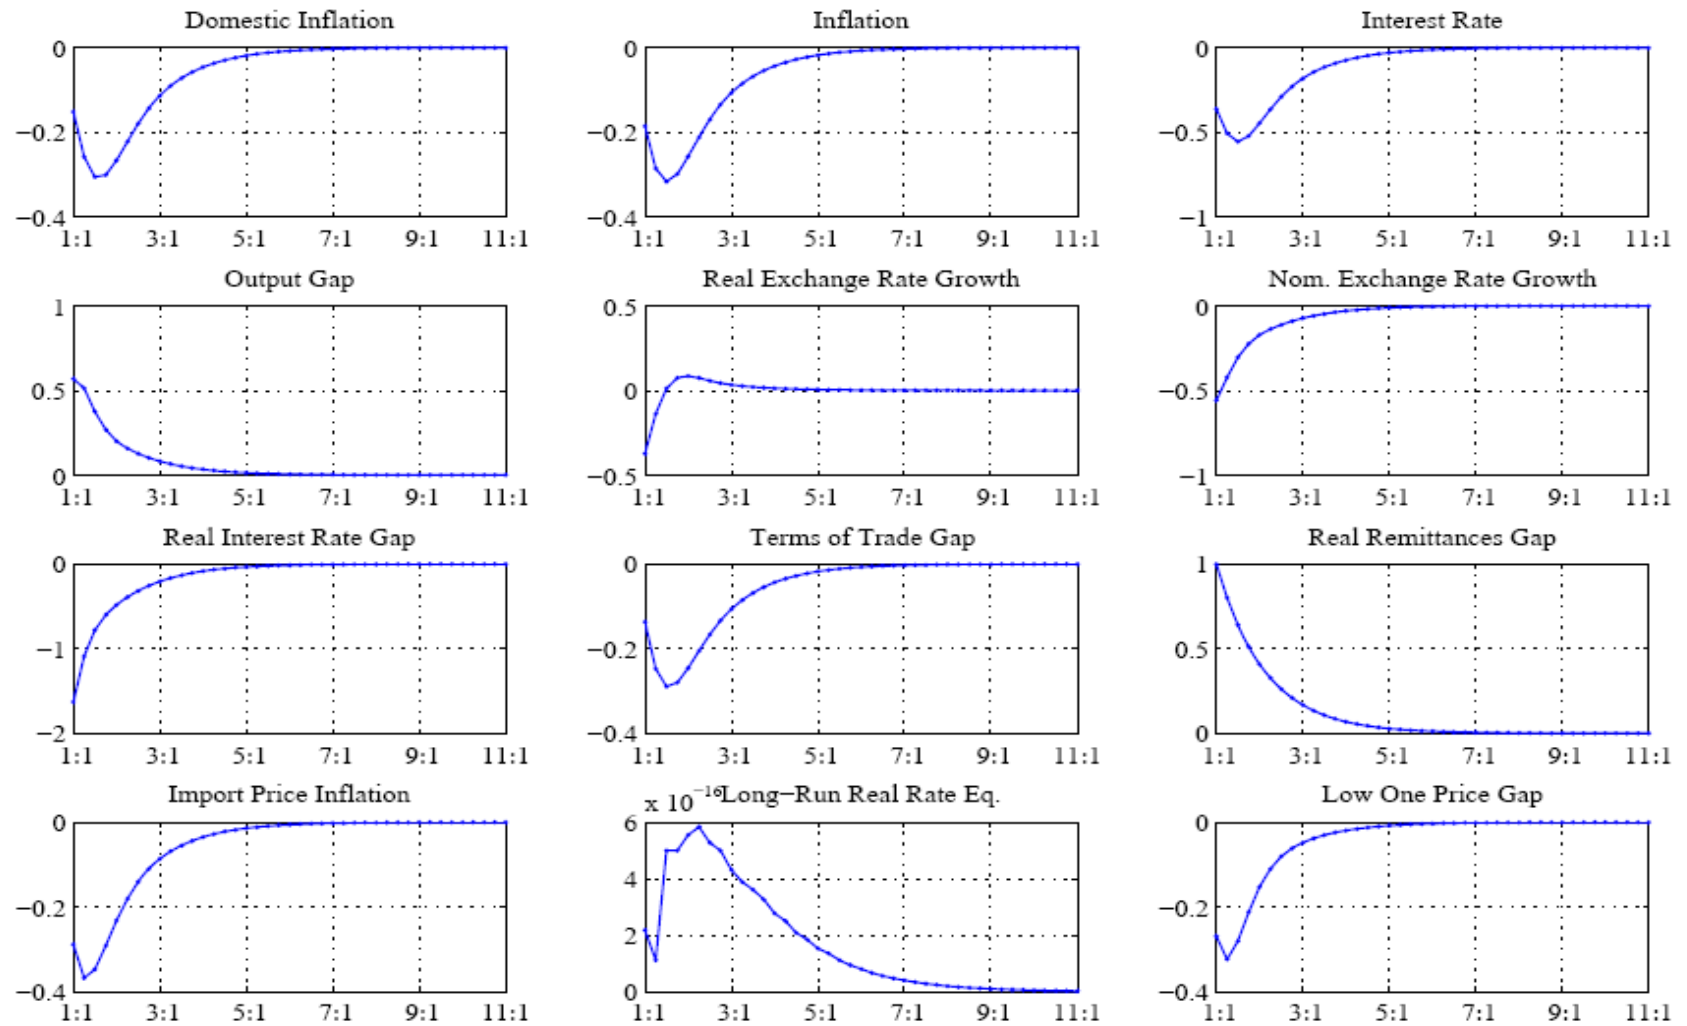 Domestic Inflation Inflation Interest Rate
0 0 0
−0.2 −0.2 −0.5
−0.4 −0.4 −1
1:1 3:1 5:1 7:1 9:1 11:1 1:1 3:1 5:1 7:1 9:1 11:1 1:1 3:1 5:1 7:1 9:1 11:1
Output Gap Real Exchange Rate Growth Nom. Exchange Rate Growth
1 0.5 0
0.5 0 −0.5
0 −0.5 −1
1:1 3:1 5:1 7:1 9:1 11:1 1:1 3:1 5:1 7:1 9:1 11:1 1:1 3:1 5:1 7:1 9:1 11:1
Real Interest Rate Gap Terms of Trade Gap Real Remittances Gap
0 0 1
−1 −0.2 0.5
−2 −0.4 0
1:1 3:1 5:1 7:1 9:1 11:1 1:1 3:1 5:1 7:1 9:1 11:1 1:1 3:1 5:1 7:1 9:1 11:1
Import Price Inflation x 10⁻¹⁶ Long−Run Real Rate Eq. Low One Price Gap
0 6 0
4
−0.2 −0.2
2
−0.4 0 −0.4
1:1 3:1 5:1 7:1 9:1 11:1 1:1 3:1 5:1 7:1 9:1 11:1 1:1 3:1 5:1 7:1 9:1 11:1